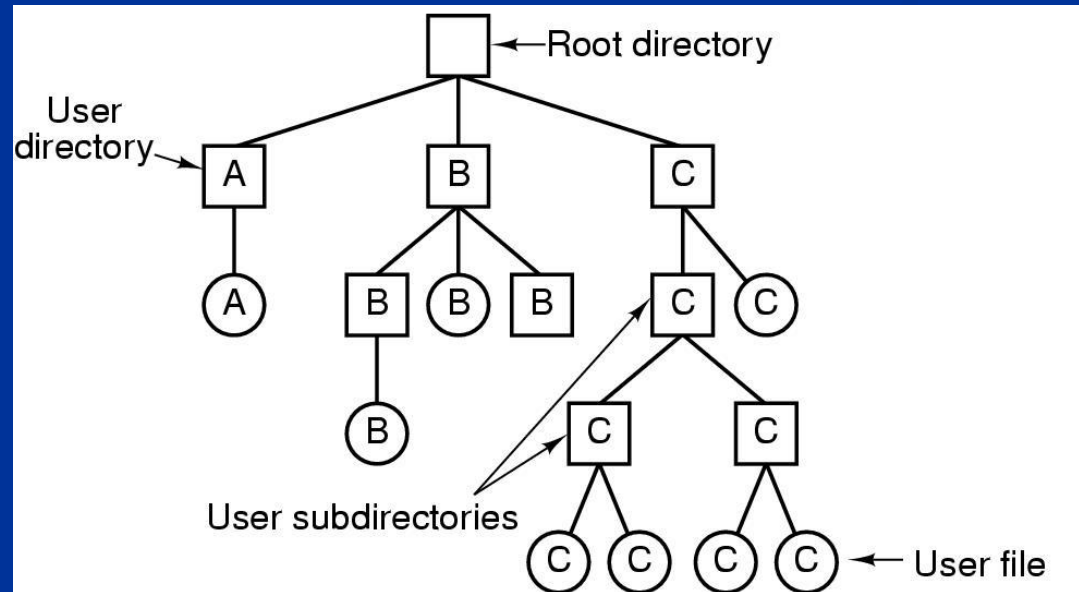 Root directory
User
directory
A
B
C
A
B
B
B
C
C
B
C
C
User subdirectories
C
C
C
C
User file